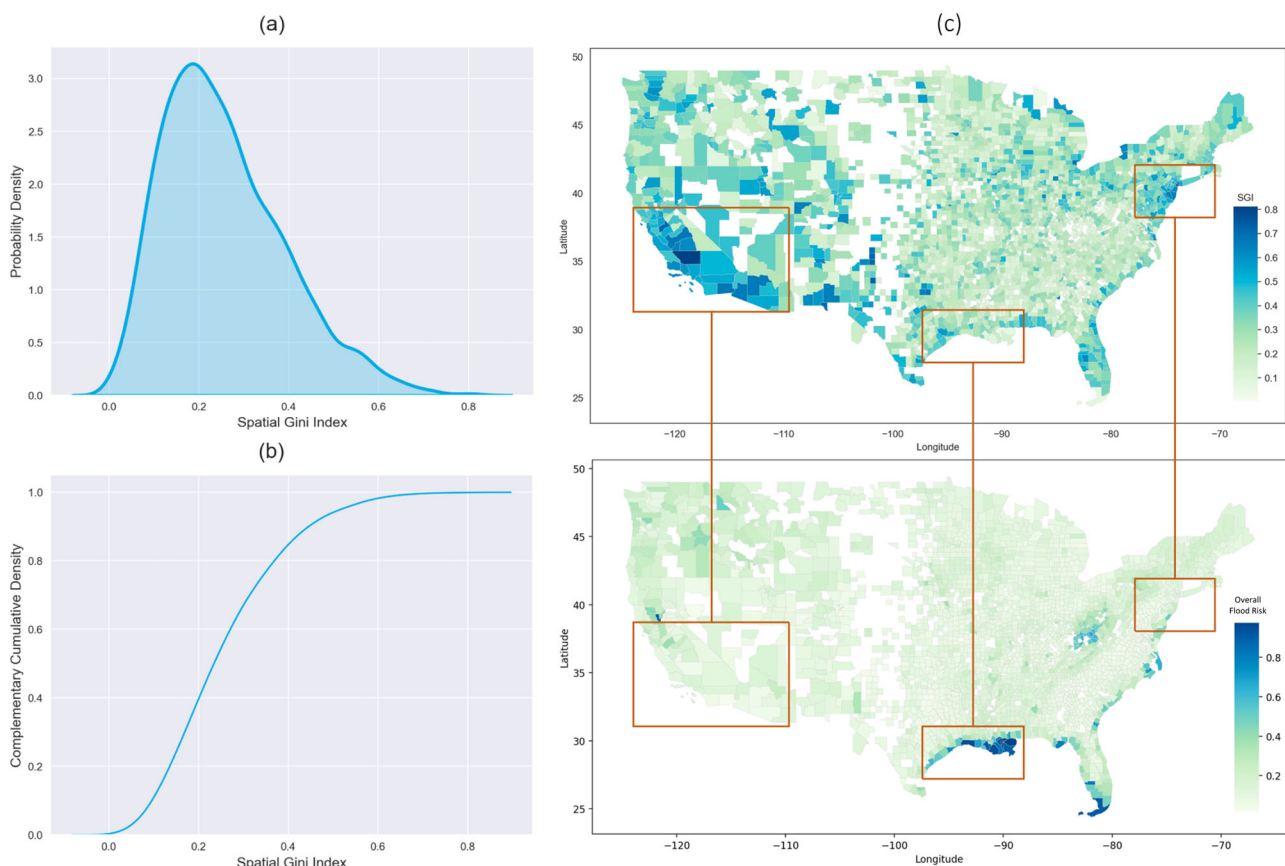 (a)
3.0
2.5
2.0
1.5
1.0
0.5
0.0
Probability Density
0.0 0.2 0.4 0.6 0.8
Spatial Gini Index
(b)
1.0
0.8
0.6
0.4
0.2
0.0
Complementary Cumulative Density
0.0 0.2 0.4 0.6 0.8
Spatial Gini Index
(c)
50
45
40
35
30
25
Latitude
−120 −110 −100 −90 −80 −70
Longitude
SGI
0.8
0.7
0.6
0.5
0.4
0.3
0.2
0.1
50
45
40
35
30
25
Latitude
−120 −110 −100 −90 −80 −70
Longitude
Overall
Flood Risk
0.8
0.6
0.4
0.2